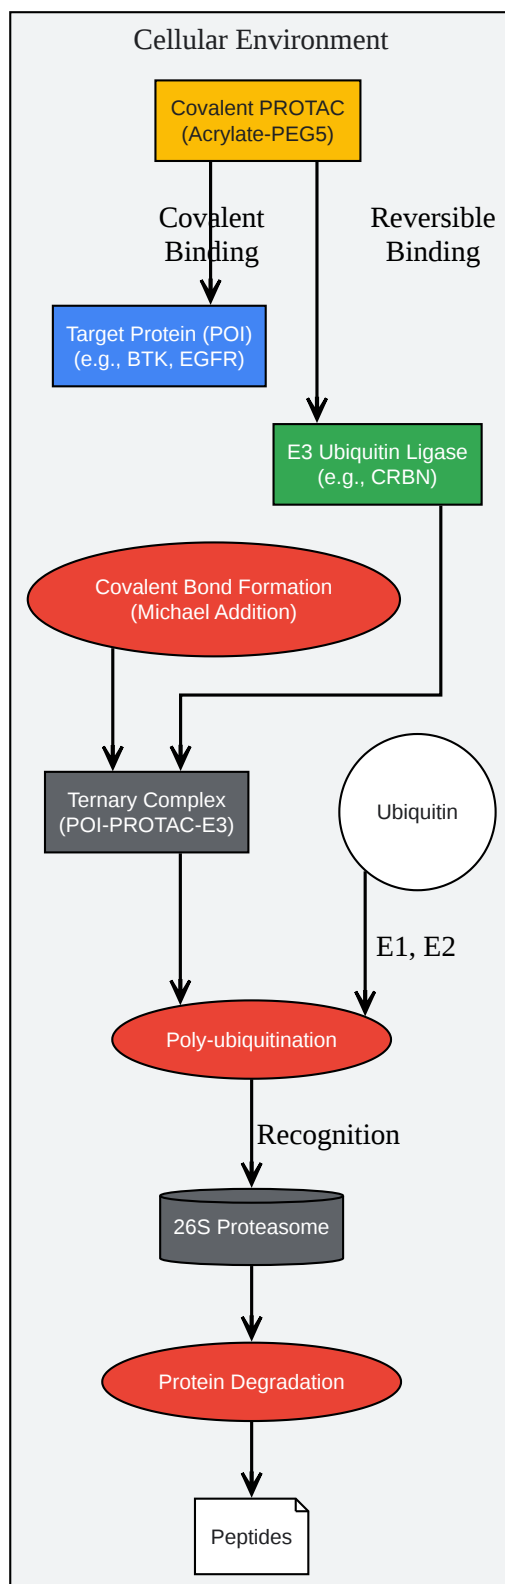 Cellular Environment
Covalent PROTAC
(Acrylate-PEG5)
Covalent
Binding
Reversible
Binding
Target Protein (POI)
(e.g., BTK, EGFR)
E3 Ubiquitin Ligase
(e.g., CRBN)
Covalent Bond Formation
(Michael Addition)
Ternary Complex
(POI-PROTAC-E3)
Ubiquitin
E1, E2
Poly-ubiquitination
Recognition
26S Proteasome
Protein Degradation
Peptides